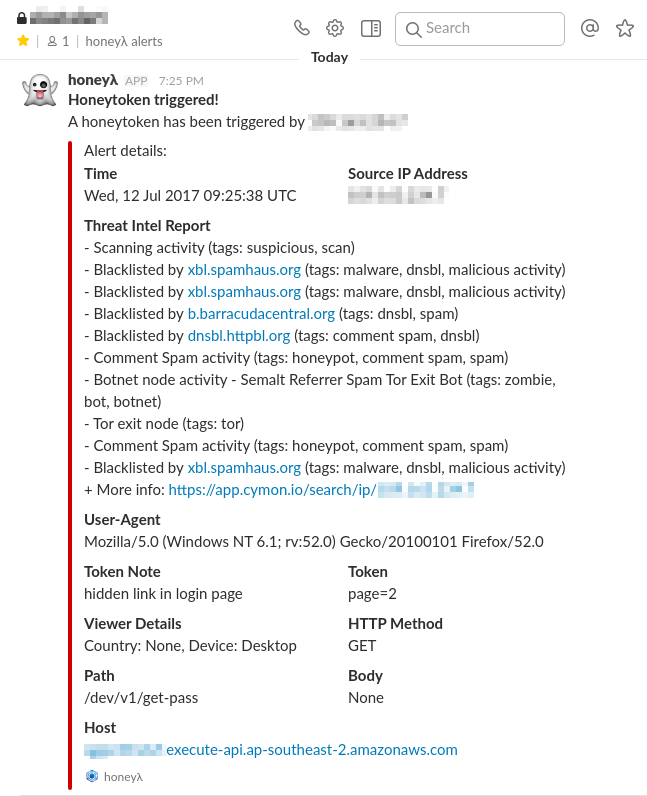 Search
1 | honeyλ alerts
Today
honeyλ APP 7:25 PM
Honeytoken triggered!
A honeytoken has been triggered by
Alert details:
Time Source IP Address
Wed, 12 Jul 2017 09:25:38 UTC
Threat Intel Report
- Scanning activity (tags: suspicious, scan)
- Blacklisted by xbl.spamhaus.org (tags: malware, dnsbl, malicious activity)
- Blacklisted by xbl.spamhaus.org (tags: malware, dnsbl, malicious activity)
- Blacklisted by b.barracudacentral.org (tags: dnsbl, spam)
- Blacklisted by dnsbl.httpbl.org (tags: comment spam, dnsbl)
- Comment Spam activity (tags: honeypot, comment spam, spam)
- Botnet node activity - Semalt Referrer Spam Tor Exit Bot (tags: zombie,
bot, botnet)
- Tor exit node (tags: tor)
- Comment Spam activity (tags: honeypot, comment spam, spam)
- Blacklisted by xbl.spamhaus.org (tags: malware, dnsbl, malicious activity)
+ More info: https://app.cymon.io/search/ip/
User-Agent
Mozilla/5.0 (Windows NT 6.1; rv:52.0) Gecko/20100101 Firefox/52.0
Token Note Token
hidden link in login page page=2
Viewer Details HTTP Method
Country: None, Device: Desktop GET
Path Body
/dev/v1/get-pass None
Host
execute-api.ap-southeast-2.amazonaws.com
honeyλ